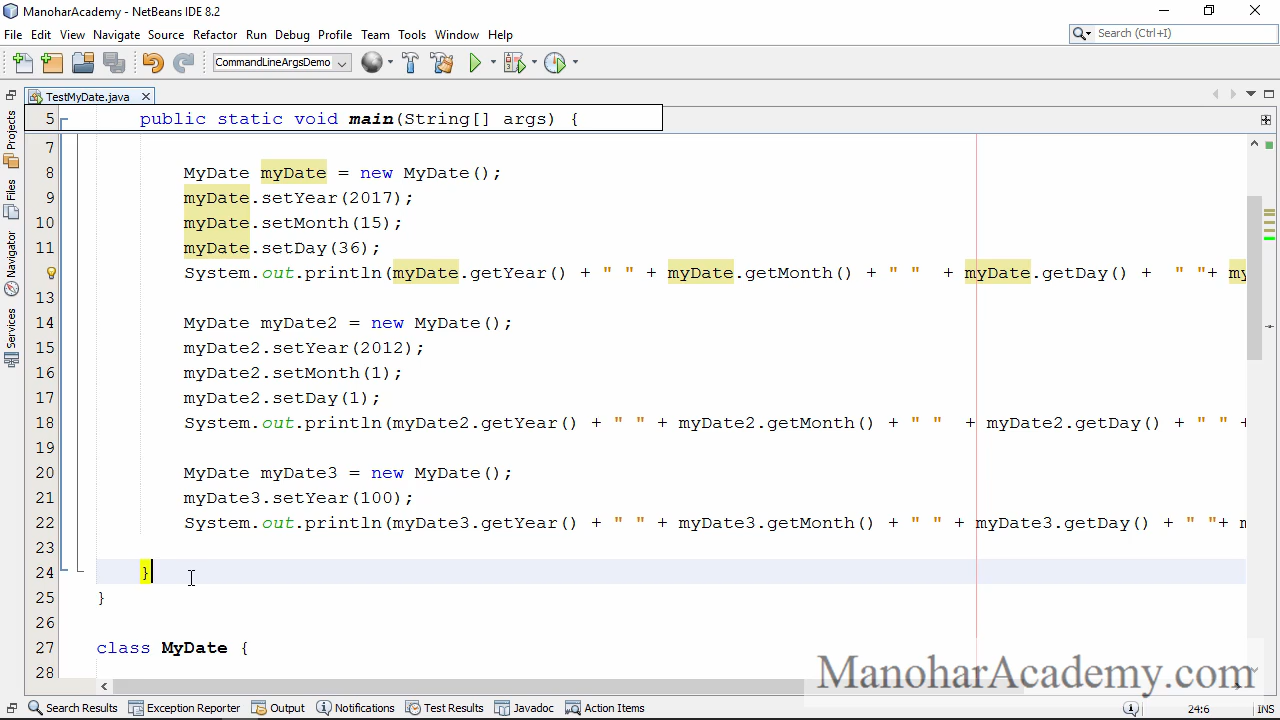 ManoharAcademy - NetBeans IDE 8.2
File Edit View Navigate Source Refactor Run Debug Profile Team Tools Window Help
Search (Ctrl+I)
CommandLineArgsDemo
TestMyDate.java
Projects
Files
Navigator
Services
5 public static void main(String[] args) {
7
8 MyDate myDate = new MyDate();
9 myDate.setYear(2017);
10 myDate.setMonth(15);
11 myDate.setDay(36);
System.out.println(myDate.getYear() + " " + myDate.getMonth() + " " + myDate.getDay() + " "+ my
13
14 MyDate myDate2 = new MyDate();
15 myDate2.setYear(2012);
16 myDate2.setMonth(1);
17 myDate2.setDay(1);
18 System.out.println(myDate2.getYear() + " " + myDate2.getMonth() + " " + myDate2.getDay() + " " +
19
20 MyDate myDate3 = new MyDate();
21 myDate3.setYear(100);
22 System.out.println(myDate3.getYear() + " " + myDate3.getMonth() + " " + myDate3.getDay() + " "+ m
23
24 }
25 }
26
27 class MyDate {
28
ManoharAcademy.com
Search Results Exception Reporter Output Notifications Test Results Javadoc Action Items
24:6 INS